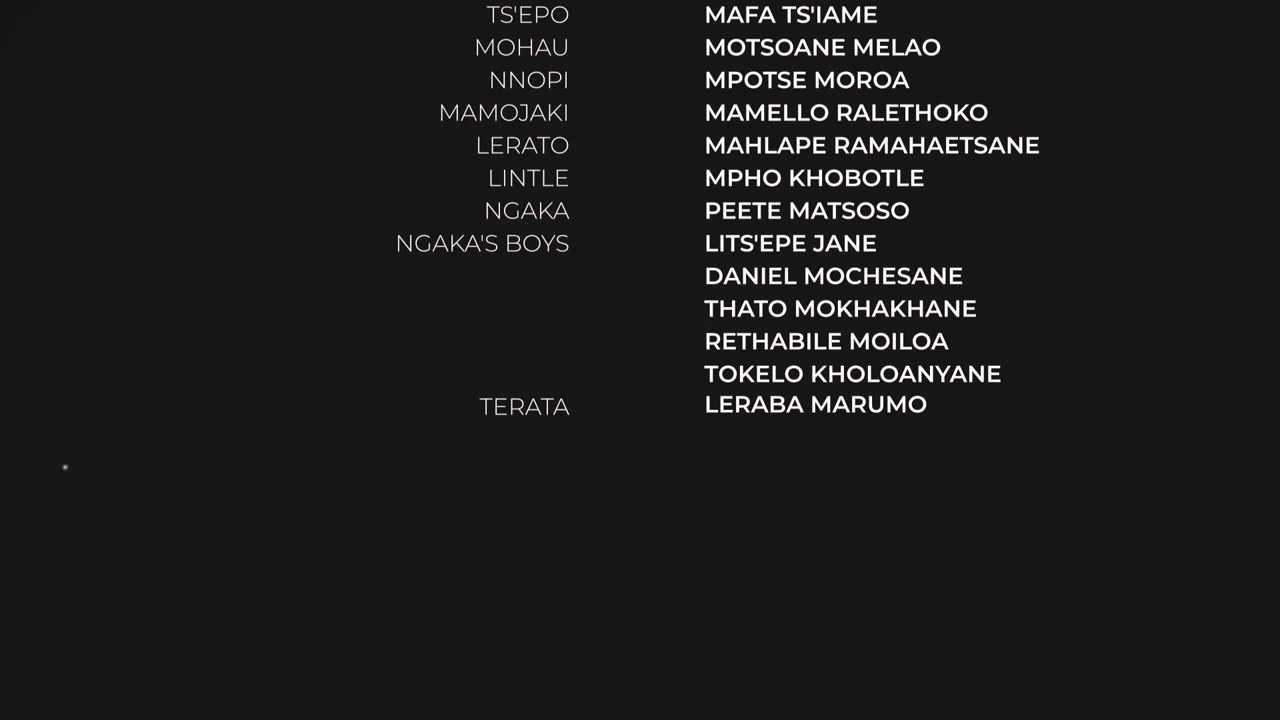 TS'EPO MAFA TS'IAME
MOHAU MOTSOANE MELAO
NNOPI MPOTSE MOROA
MAMOJAKI MAMELLO RALETHOKO
LERATO MAHLAPE RAMAHAETSANE
LINTLE MPHO KHOBOTLE
NGAKA PEETE MATSOSO
NGAKA'S BOYS LITS'EPE JANE
DANIEL MOCHESANE
THATO MOKHAKHANE
RETHABILE MOILOA
TOKELO KHOLOANYANE
TERATA LERABA MARUMO